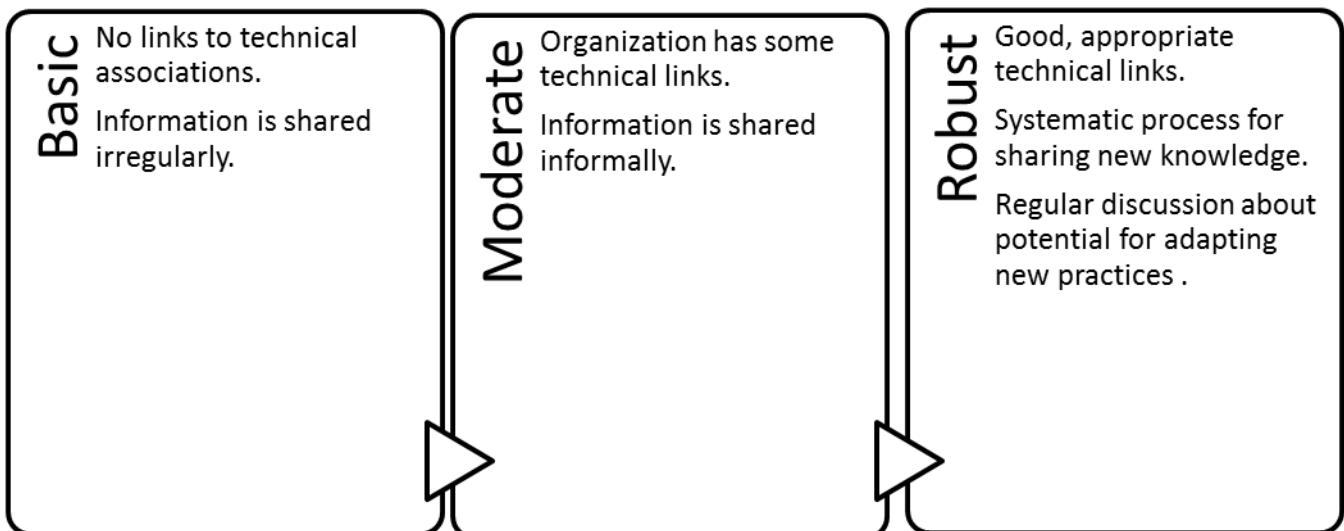 Basic
No links to technical
associations.
Information is shared
irregularly.
Moderate
Organization has some
technical links.
Information is shared
informally.
Robust
Good, appropriate
technical links.
Systematic process for
sharing new knowledge.
Regular discussion about
potential for adapting
new practices .